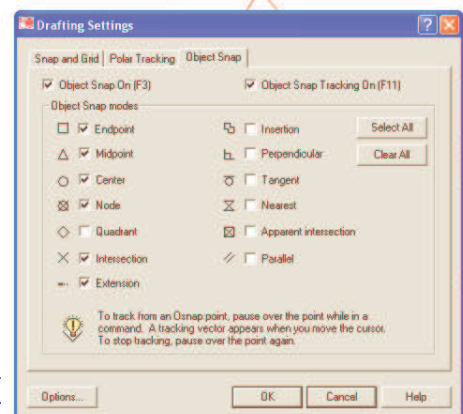 Drafting Settings
Snap and Grid Polar Tracking Object Snap
Object Snap On (F3) Object Snap Tracking On (F11)
Object Snap modes
Endpoint Insertion Select All
Midpoint Perpendicular Clear All
Center Tangent
Node Nearest
Quadrant Apparent intersection
Intersection Parallel
Extension
To track from an Osnap point, pause over the point while in a
command. A tracking vector appears when you move the cursor.
To stop tracking, pause over the point again.
Options... OK Cancel Help